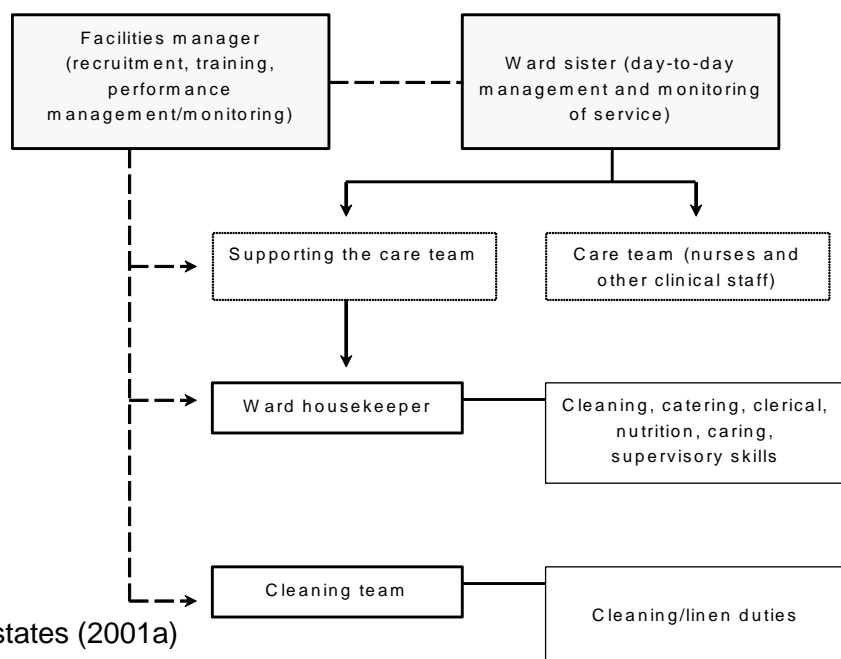 Facilities manager
(recruitment, training,
performance
management/monitoring)
Ward sister (day-to-day
management and monitoring
of service)
Supporting the care team
Care team (nurses and
other clinical staff)
Ward housekeeper
Cleaning, catering, clerical,
nutrition, caring,
supervisory skills
Cleaning team
Cleaning/linen duties
states (2001a)